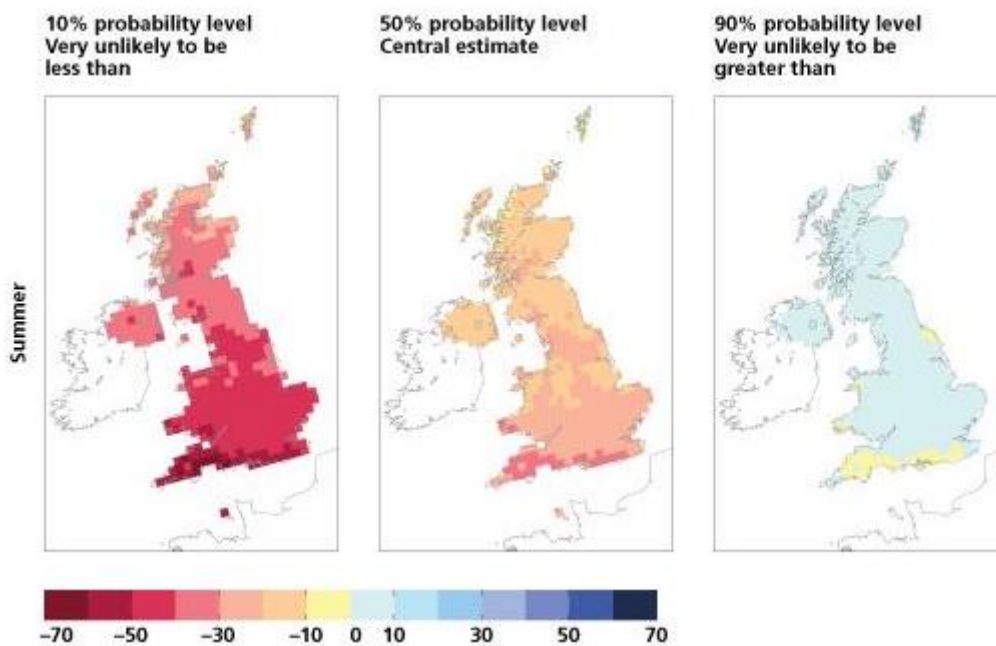 10% probability level
Very unlikely to be
less than
50% probability level
Central estimate
90% probability level
Very unlikely to be
greater than
Summer
–70 –50 –30 –10 0 10 30 50 70